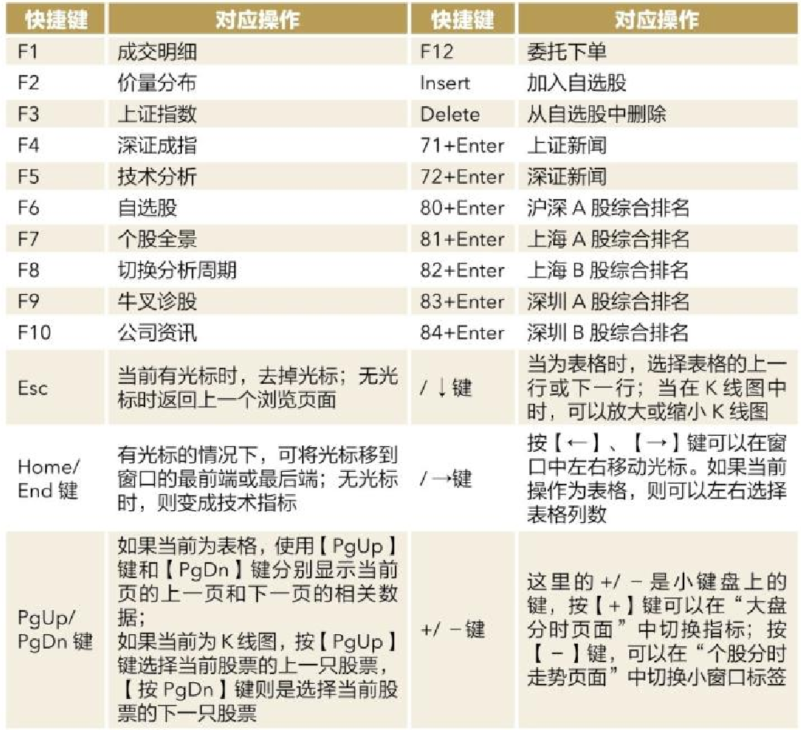 快捷键 对应操作 快捷键 对应操作
F1 成交明细 F12 委托下单
F2 价量分布 Insert 加入自选股
F3 上证指数 Delete 从自选股中删除
F4 深证成指 71+Enter 上证新闻
F5 技术分析 72+Enter 深证新闻
F6 自选股 80+Enter 沪深 A 股综合排名
F7 个股全景 81+Enter 上海 A 股综合排名
F8 切换分析周期 82+Enter 上海 B 股综合排名
F9 牛叉诊股 83+Enter 深圳 A 股综合排名
F10 公司资讯 84+Enter 深圳 B 股综合排名
Esc
当前有光标时，去掉光标；无光
标时返回上一个浏览页面
/ ↓键
当为表格时，选择表格的上一
行或下一行；当在 K 线图中
时，可以放大或缩小 K 线图
Home/
End 键
有光标的情况下，可将光标移到
窗口的最前端或最后端；无光标
时，则变成技术指标
/ →键
按【←】、【→】键可以在窗
口中左右移动光标。如果当前
操作为表格，则可以左右选择
表格列数
PgUp/
PgDn 键
如果当前为表格，使用【PgUp】
键和【PgDn】键分别显示当前
页的上一页和下一页的相关数
据；
如果当前为 K 线图，按【PgUp】
键选择当前股票的上一只股票，
【按 PgDn】键则是选择当前股
票的下一只股票
+/ －键
这里的 +/ －是小键盘上的
键，按【+】键可以在“大盘
分时页面”中切换指标；按
【－】键，可以在“个股分时
走势页面”中切换小窗口标签